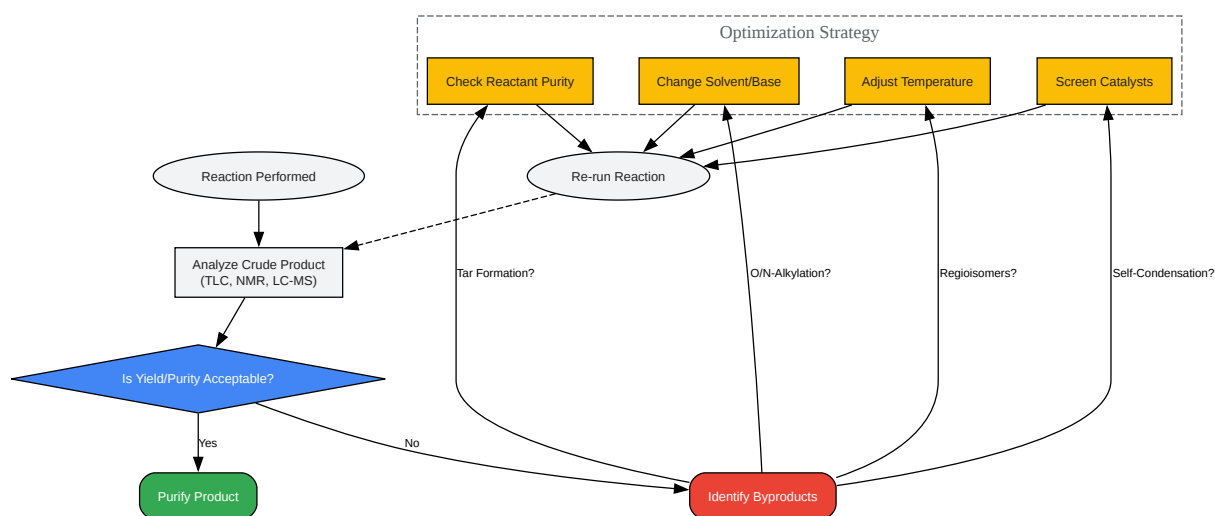 Optimization Strategy
Check Reactant Purity
Change Solvent/Base
Adjust Temperature
Screen Catalysts
Reaction Performed
Re-run Reaction
Analyze Crude Product
(TLC, NMR, LC-MS)
Tar Formation?
O/N-Alkylation?
Regioisomers?
Self-Condensation?
Is Yield/Purity Acceptable?
Yes
No
Purify Product
Identify Byproducts